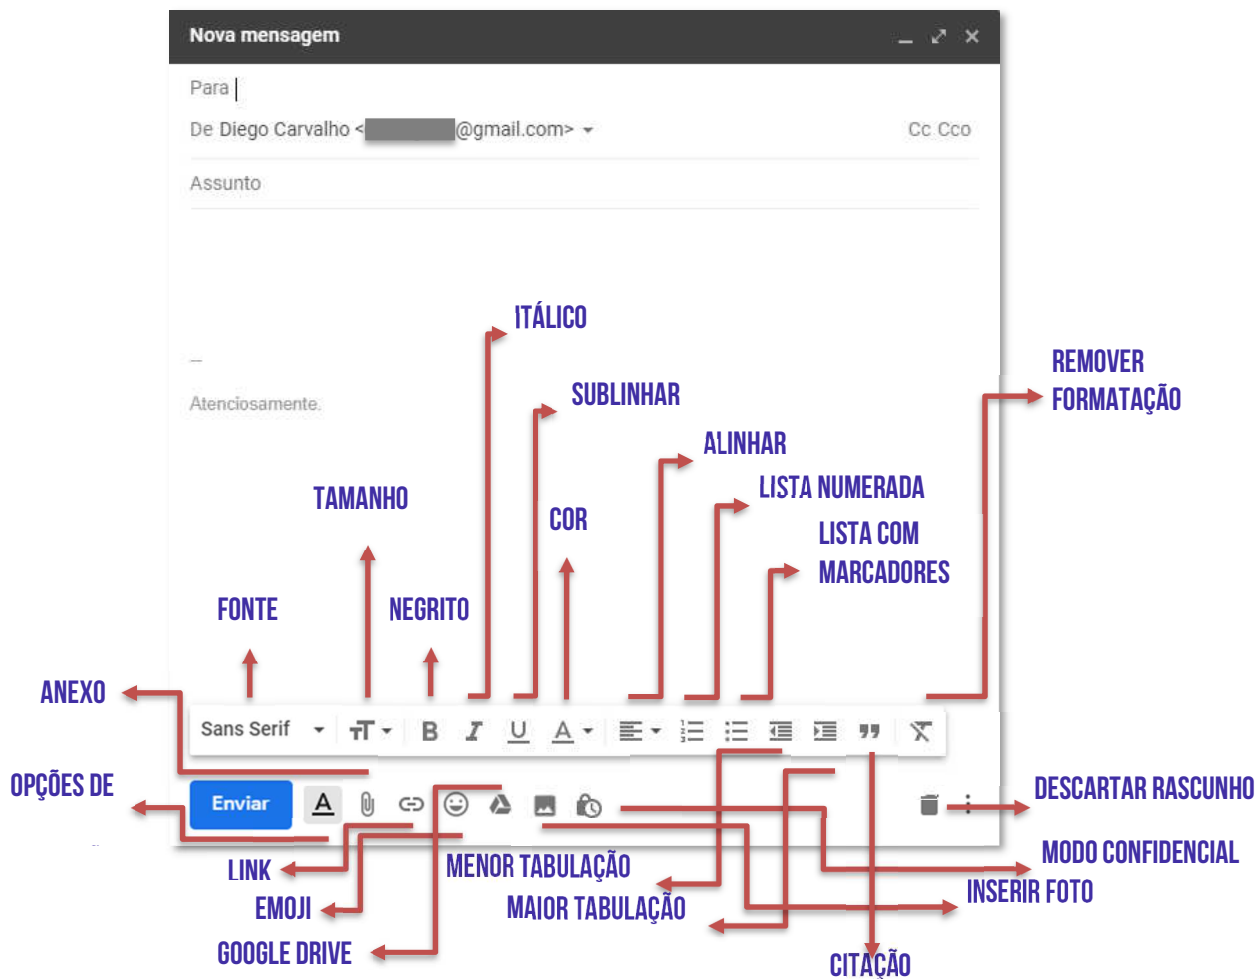 Nova mensagem
Para
De Diego Carvalho < @gmail.com>
Cc Cco
Assunto
--
Atenciosamente.
ITÁLICO
REMOVER
FORMATAÇÃO
SUBLINHAR
ALINHAR
TAMANHO
LISTA NUMERADA
COR
LISTA COM
MARCADORES
FONTE
NEGRITO
ANEXO
Sans Serif
OPÇÕES DE
Enviar
DESCARTAR RASCUNHO
LINK
MENOR TABULAÇÃO
MODO CONFIDENCIAL
INSERIR FOTO
EMOJI
MAIOR TABULAÇÃO
GOOGLE DRIVE
CITAÇÃO